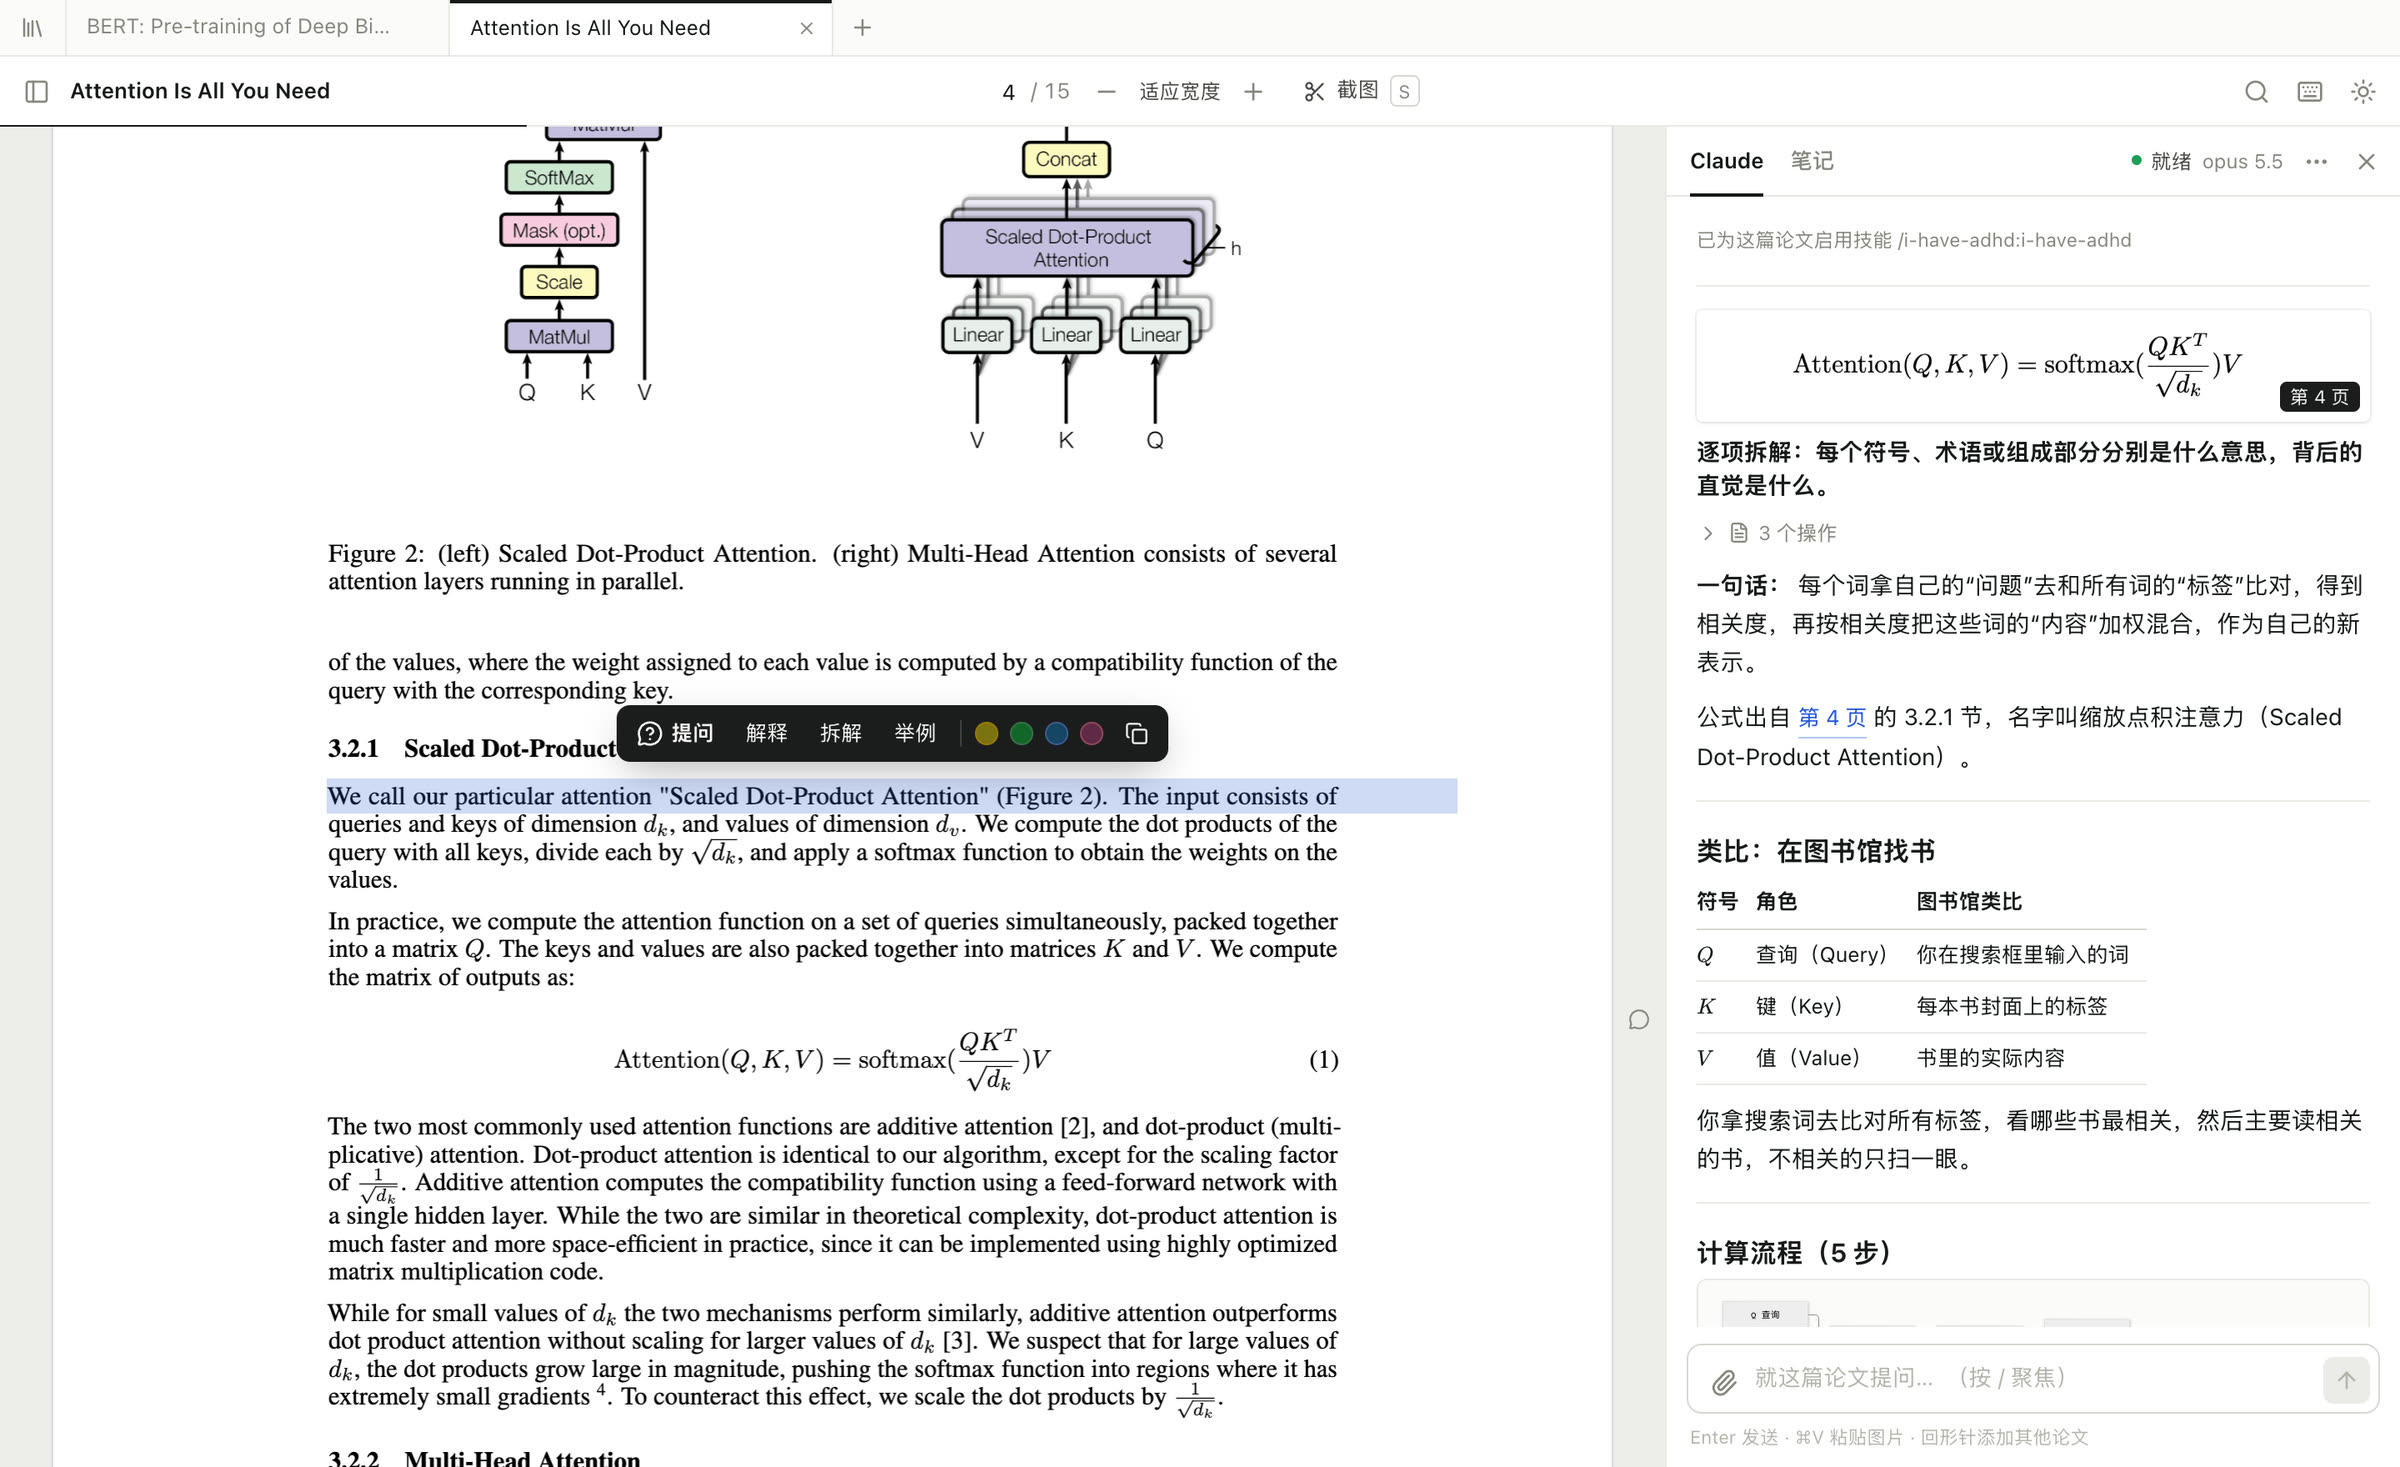 BERT: Pre-training of Deep Bi...
Attention Is All You Need
Attention Is All You Need
4 / 15
适应宽度
截图 S
MatMul
SoftMax
Mask (opt.)
Scale
MatMul
Q K V
Concat
Scaled Dot-Product
Attention
h
Linear Linear Linear
V K Q
Figure 2: (left) Scaled Dot-Product Attention. (right) Multi-Head Attention consists of several
attention layers running in parallel.
of the values, where the weight assigned to each value is computed by a compatibility function of the
query with the corresponding key.
提问 解释 拆解 举例
3.2.1 Scaled Dot-Product
We call our particular attention "Scaled Dot-Product Attention" (Figure 2). The input consists of
queries and keys of dimension dₖ, and values of dimension dᵥ. We compute the dot products of the
query with all keys, divide each by √dₖ, and apply a softmax function to obtain the weights on the
values.
In practice, we compute the attention function on a set of queries simultaneously, packed together
into a matrix Q. The keys and values are also packed together into matrices K and V. We compute
the matrix of outputs as:
Attention(Q, K, V) = softmax(QKᵀ/√dₖ)V (1)
The two most commonly used attention functions are additive attention [2], and dot-product (multi-
plicative) attention. Dot-product attention is identical to our algorithm, except for the scaling factor
of 1/√dₖ. Additive attention computes the compatibility function using a feed-forward network with
a single hidden layer. While the two are similar in theoretical complexity, dot-product attention is
much faster and more space-efficient in practice, since it can be implemented using highly optimized
matrix multiplication code.
While for small values of dₖ the two mechanisms perform similarly, additive attention outperforms
dot product attention without scaling for larger values of dₖ [3]. We suspect that for large values of
dₖ, the dot products grow large in magnitude, pushing the softmax function into regions where it has
extremely small gradients ⁴. To counteract this effect, we scale the dot products by 1/√dₖ.
3.2.2 Multi-Head Attention
Claude 笔记
就绪 opus 5.5
已为这篇论文启用技能 /i-have-adhd:i-have-adhd
Attention(Q, K, V) = softmax(QKᵀ/√dₖ)V
第 4 页
逐项拆解：每个符号、术语或组成部分分别是什么意思，背后的
直觉是什么。
3 个操作
一句话： 每个词拿自己的“问题”去和所有词的“标签”比对，得到
相关度，再按相关度把这些词的“内容”加权混合，作为自己的新
表示。
公式出自 第 4 页 的 3.2.1 节，名字叫缩放点积注意力（Scaled
Dot-Product Attention）。
类比：在图书馆找书
符号 角色 图书馆类比
Q 查询（Query） 你在搜索框里输入的词
K 键（Key） 每本书封面上的标签
V 值（Value） 书里的实际内容
你拿搜索词去比对所有标签，看哪些书最相关，然后主要读相关
的书，不相关的只扫一眼。
计算流程（5 步）
Q 查询
就这篇论文提问... （按 / 聚焦）
Enter 发送 · ⌘V 粘贴图片 · 回形针添加其他论文